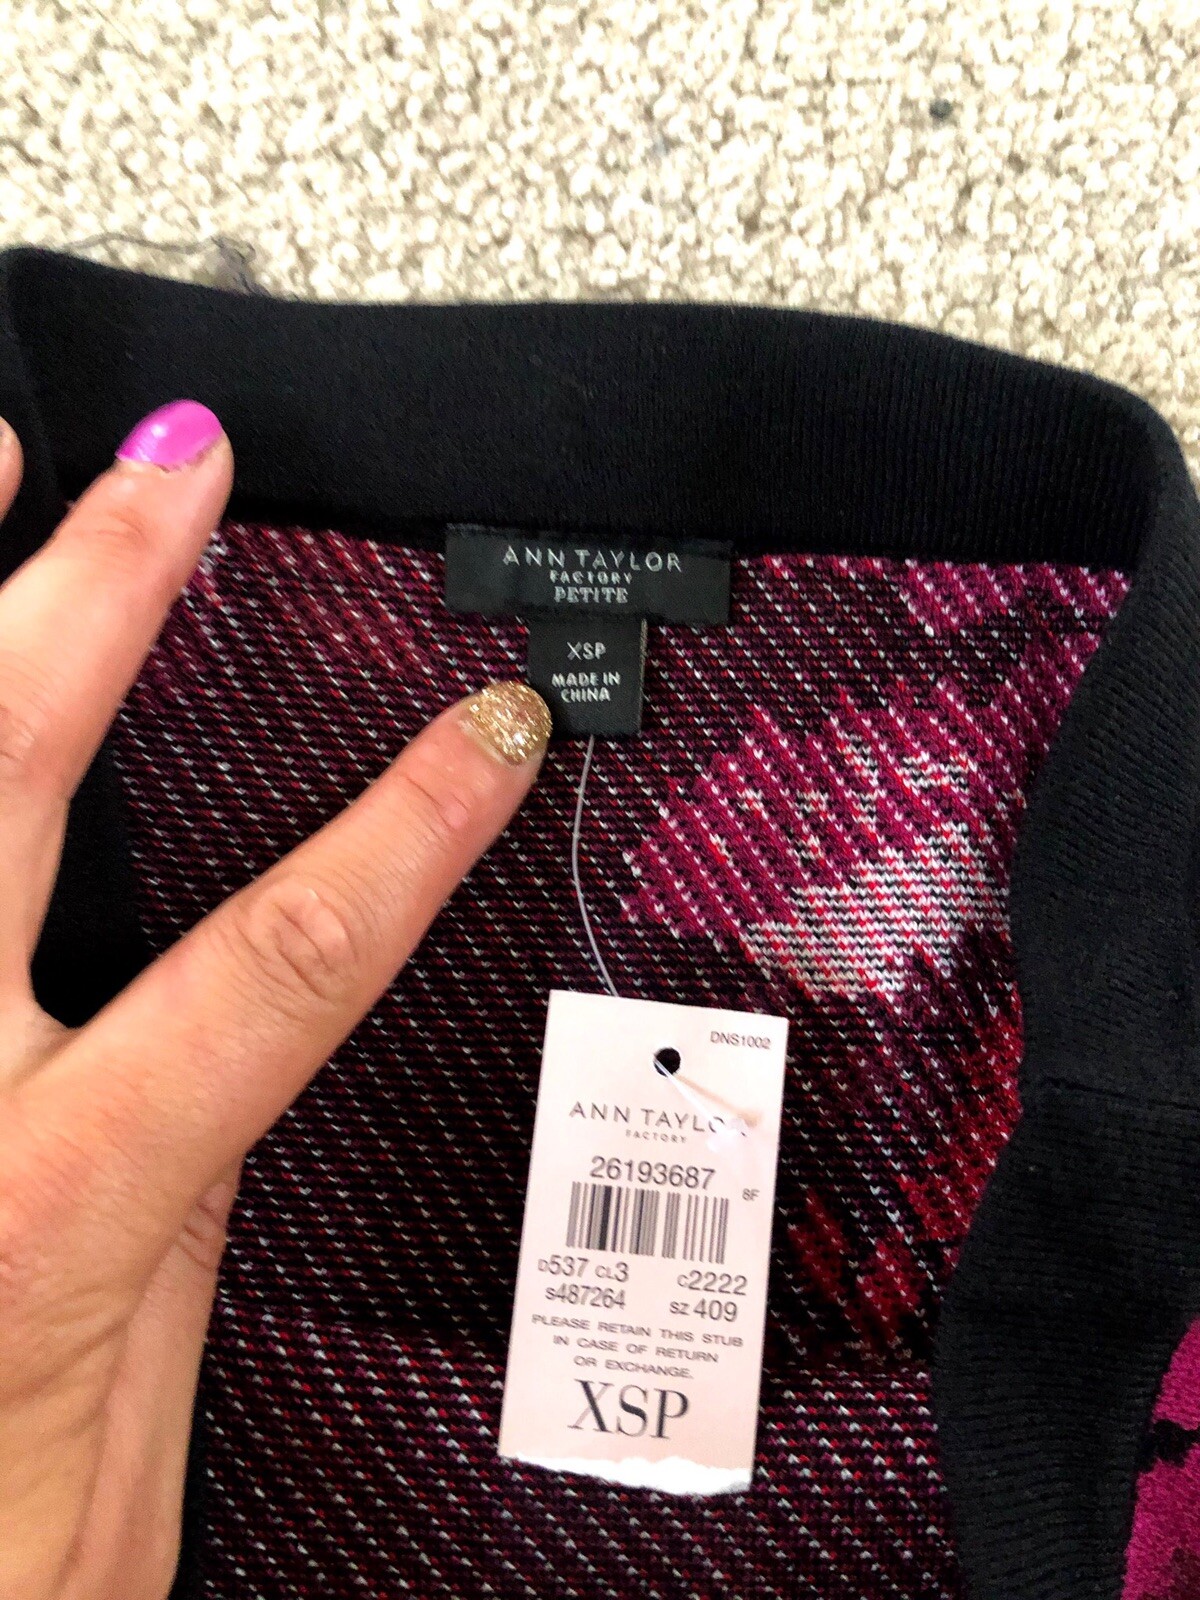 ANN TAYLOR
FACTORY
PETITE
XSP
MADE IN
CHINA
DNS1002
ANN TAYLOR
FACTORY
26193687
8F
D537 CL3 C2222
S487264 SZ 409
PLEASE RETAIN THIS STUB
IN CASE OF RETURN
OR EXCHANGE.
XSP